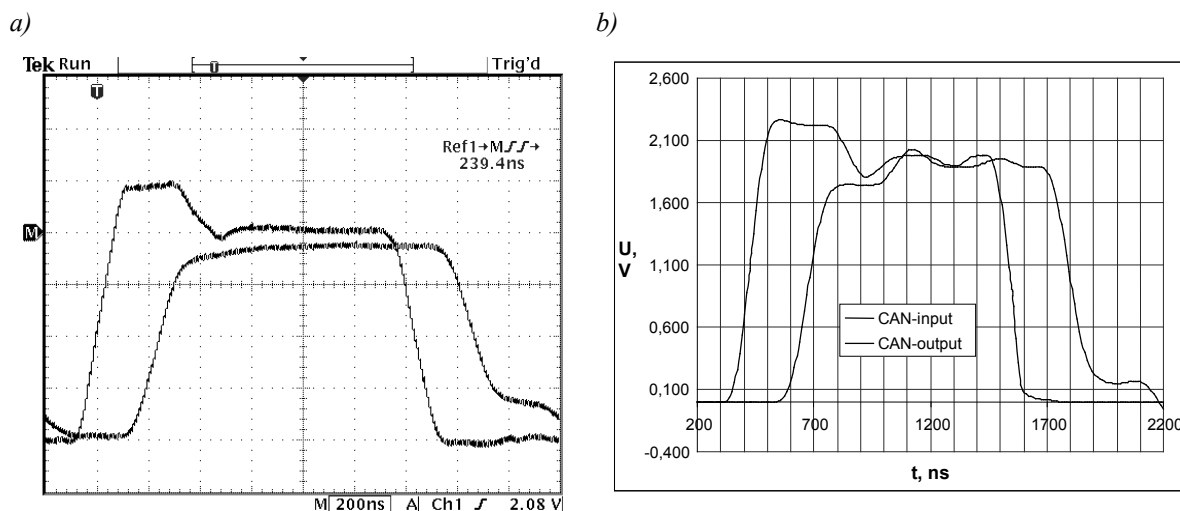 a)
b)
Tek Run
Trig'd
T
T
Ref1→M⎎⎎→
239.4ns
M
M 200ns A Ch1 ⎎ 2.08 V
2,600
2,100
1,600
U,
V
1,100
0,600
0,100
-0,400
CAN-input
CAN-output
200 700 1200 1700 2200
t, ns